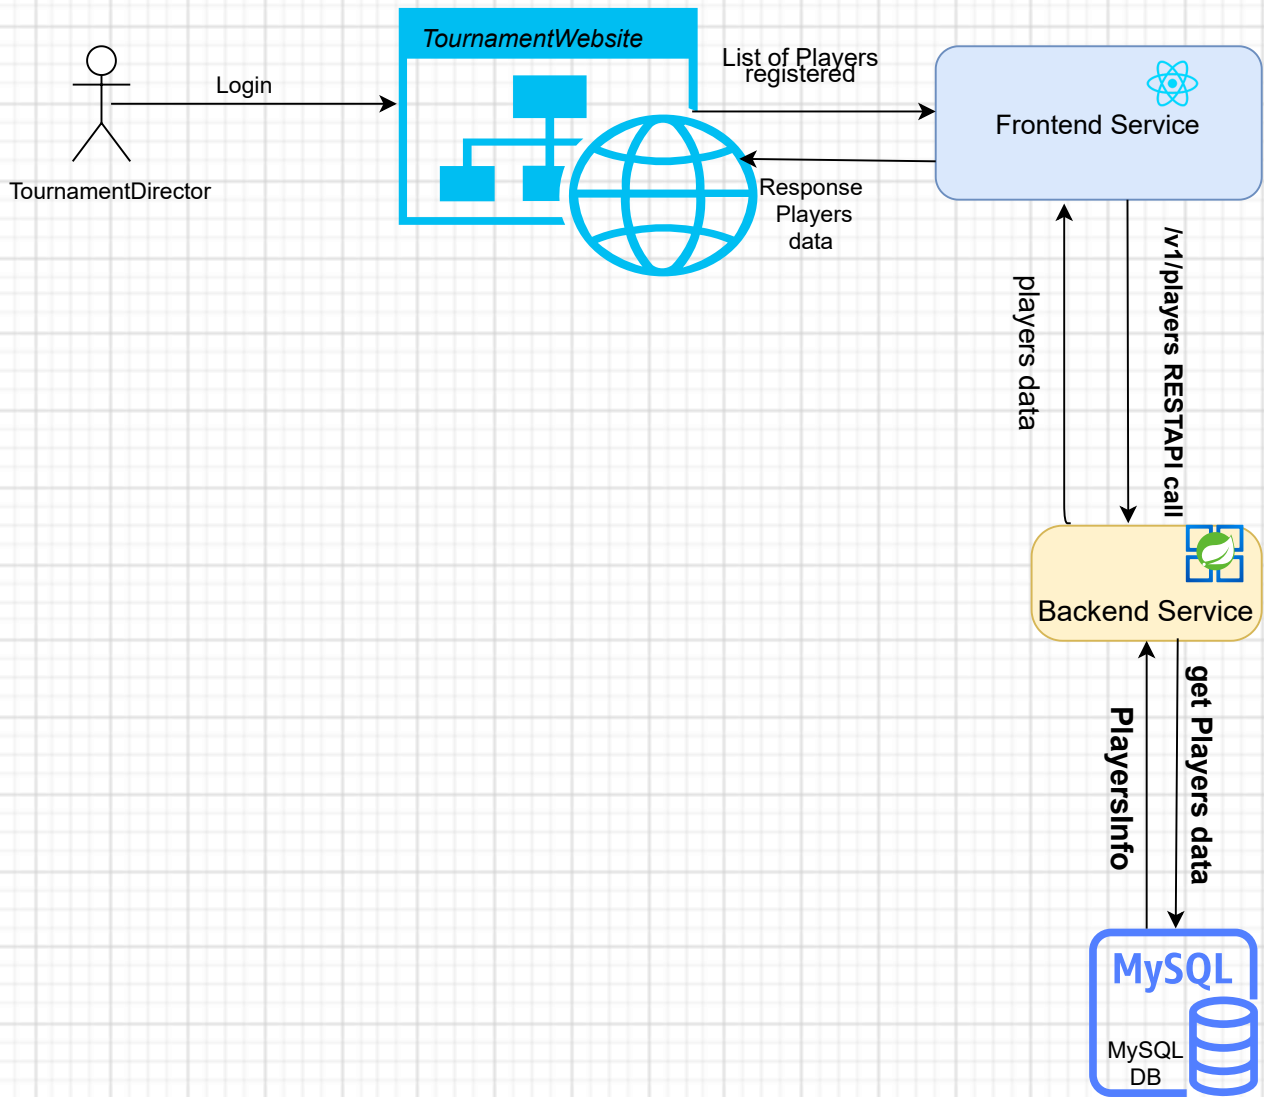 TournamentWebsite
Login
TournamentDirector
List of Players
registered
Response
Players
data
Frontend Service
players data
/v1/players RESTAPI call
Backend Service
PlayersInfo
get Players data
MySQL
MySQL
DB